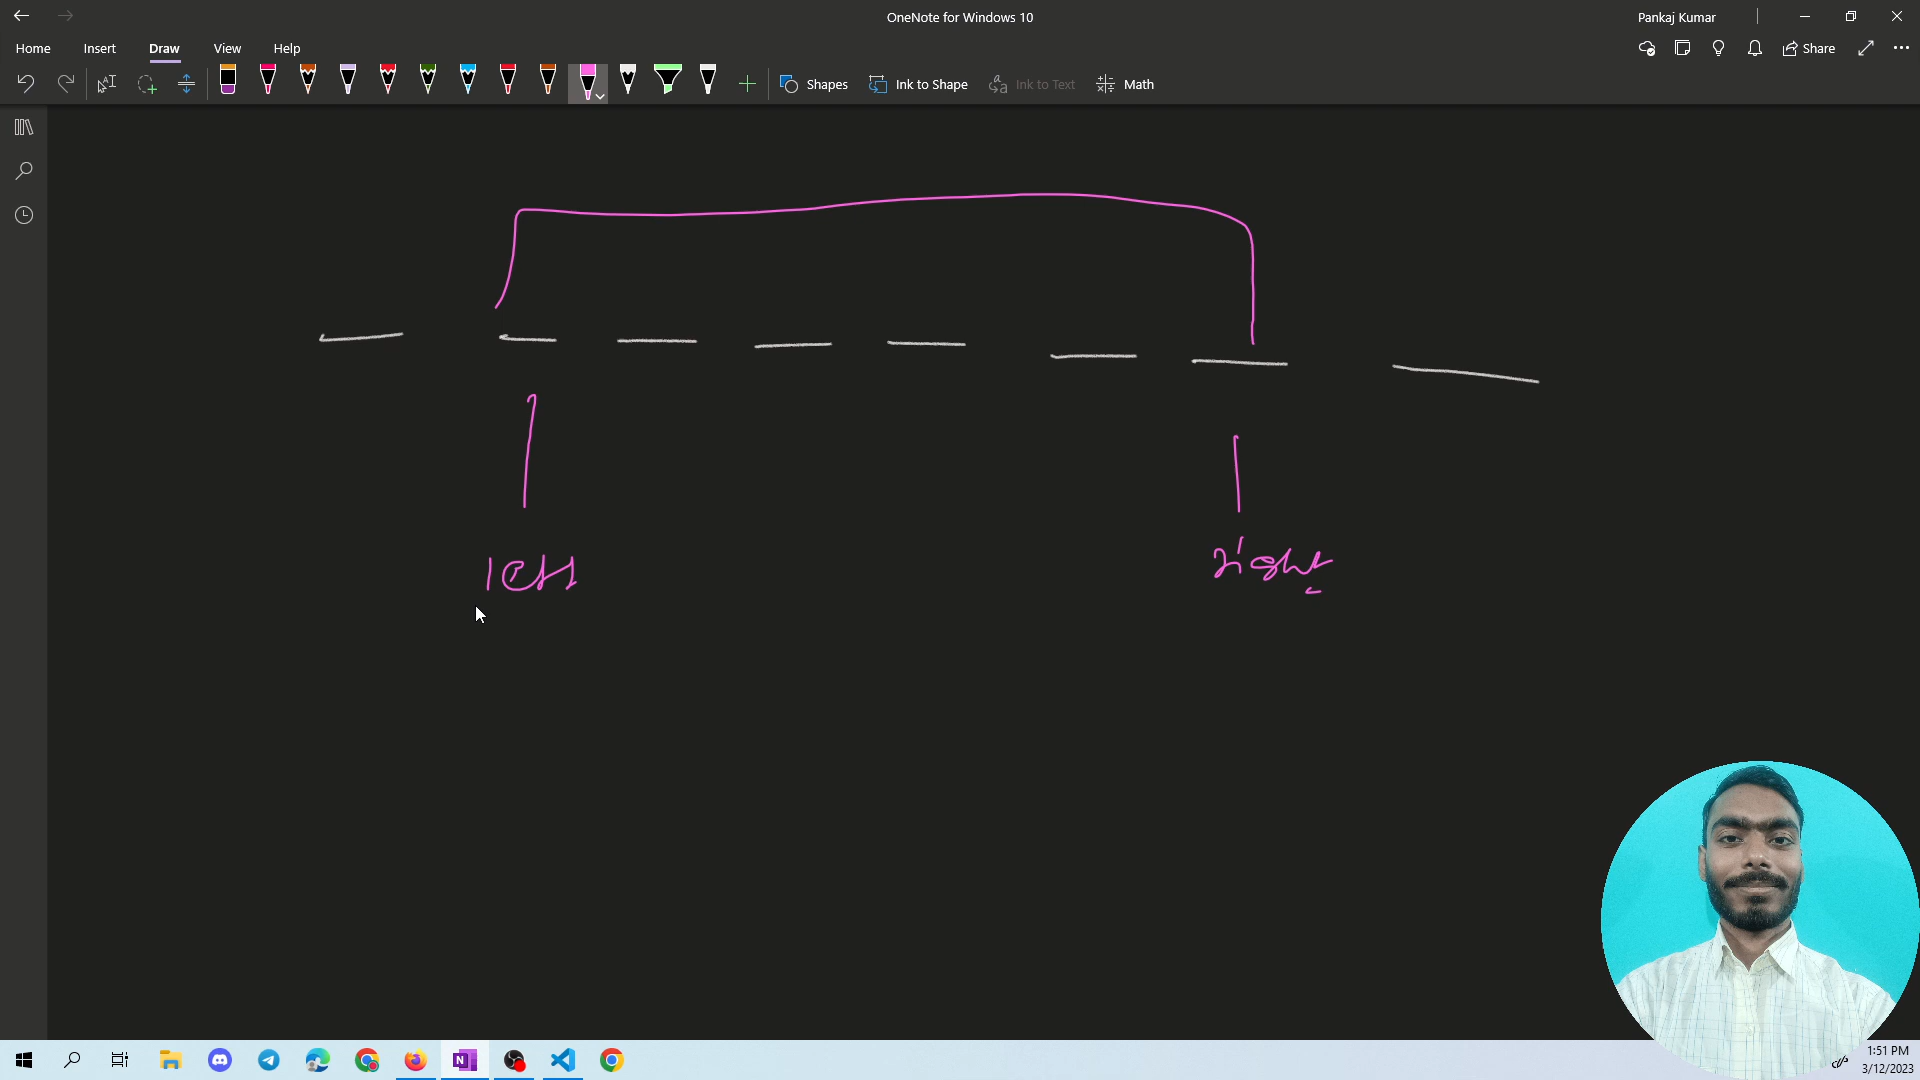 OneNote for Windows 10
Pankaj Kumar
Home Insert Draw View Help
Share
Shapes Ink to Shape Ink to Text Math
left
right
1:51 PM
3/12/2023